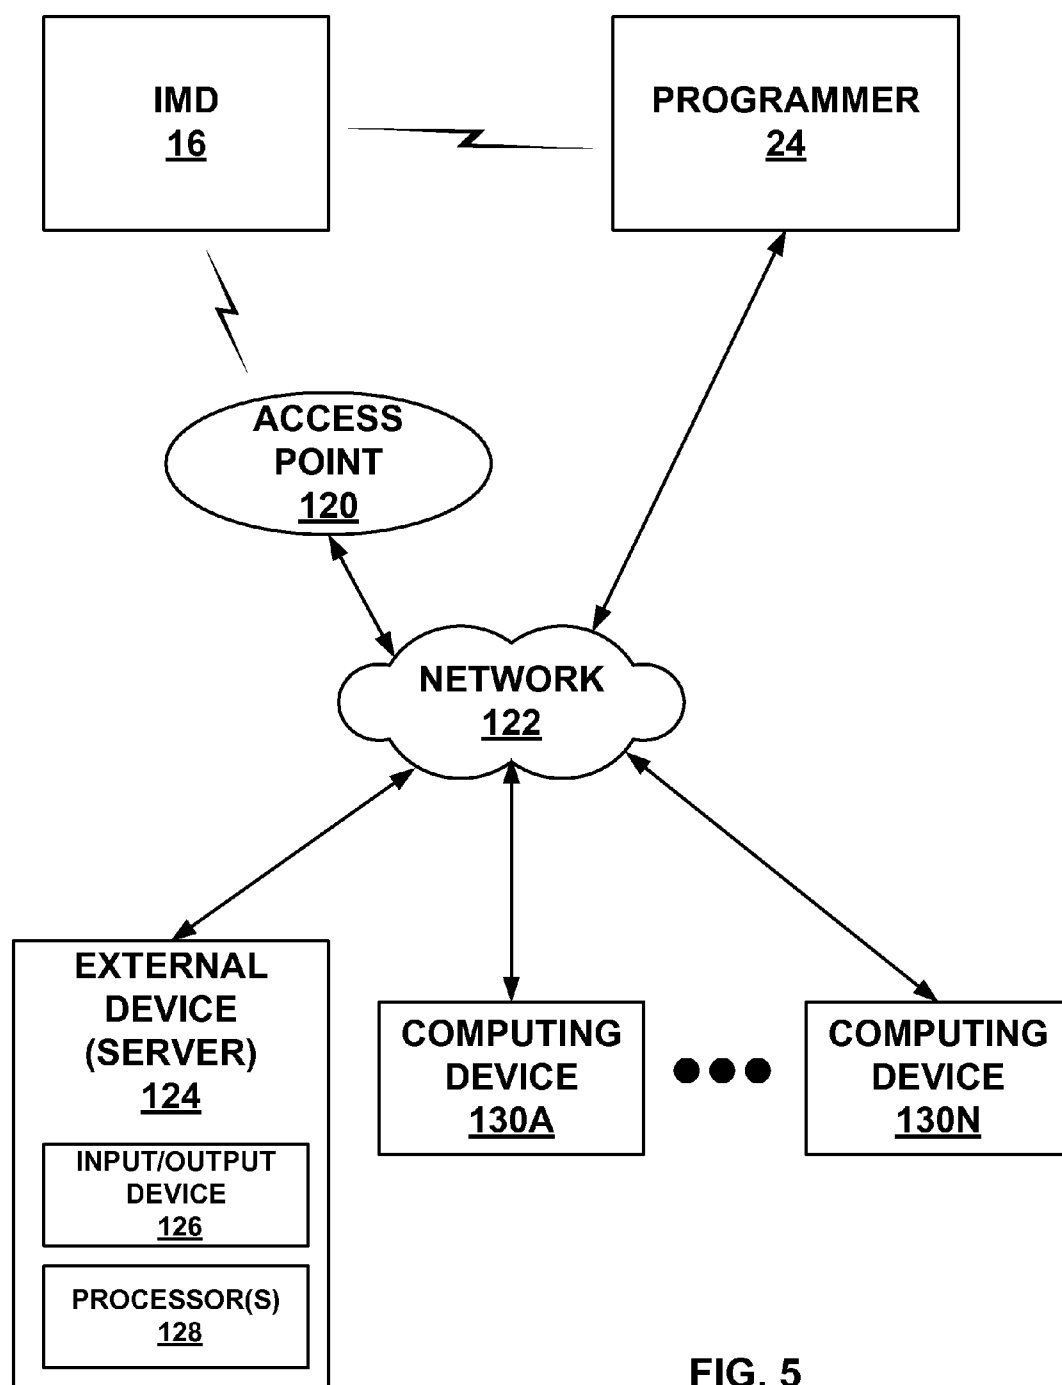 IMD
16
PROGRAMMER
24
ACCESS
POINT
120
NETWORK
122
EXTERNAL
DEVICE
(SERVER)
124
INPUT/OUTPUT
DEVICE
126
PROCESSOR(S)
128
COMPUTING
DEVICE
130A
COMPUTING
DEVICE
130N
FIG. 5